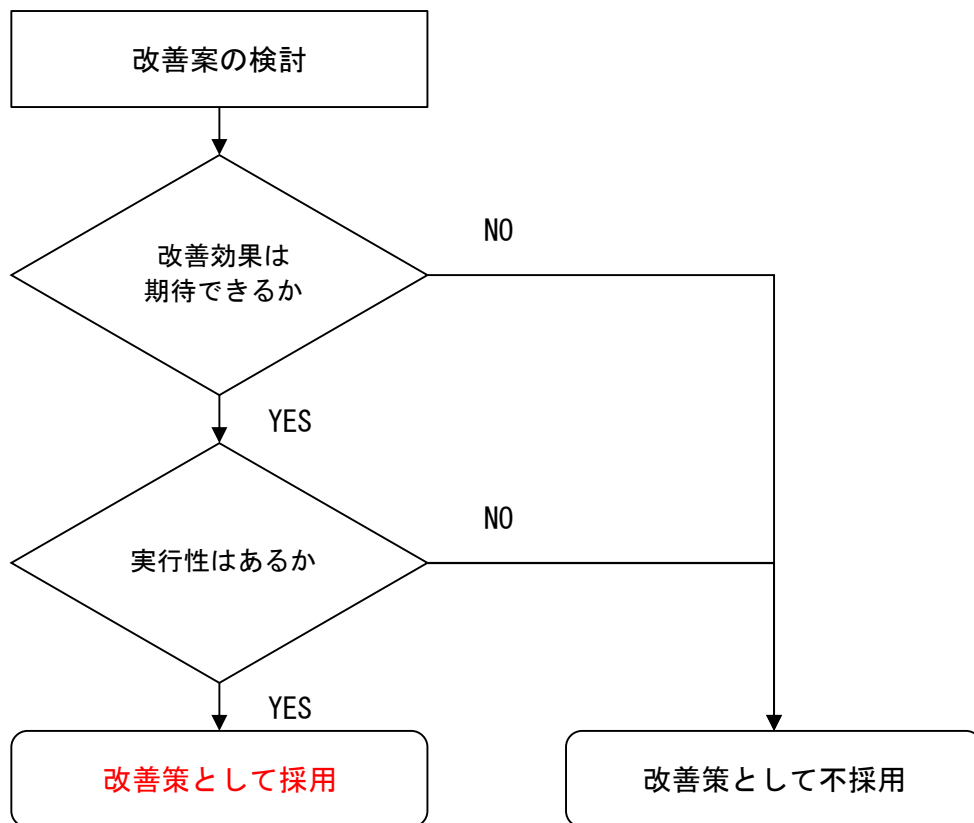 改善案の検討
NO
改善効果は
期待できるか
YES
NO
実行性はあるか
YES
改善策として採用
改善策として不採用